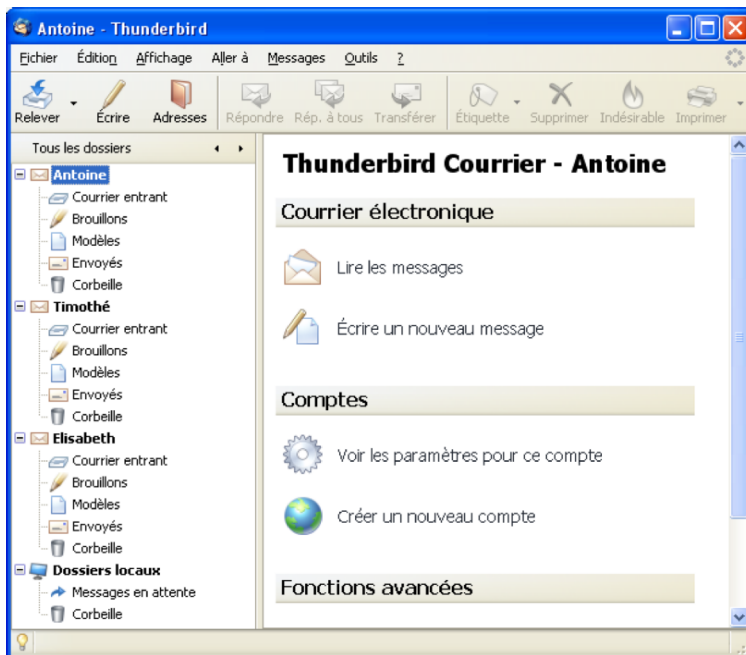 Antoine - Thunderbird
Fichier Édition Affichage Aller à Messages Outils ?
Relever Écrire Adresses Répondre Rép. à tous Transférer Étiquette Supprimer Indésirable Imprimer
Tous les dossiers
Antoine
Courrier entrant
Brouillons
Modèles
Envoyés
Corbeille
Timothé
Courrier entrant
Brouillons
Modèles
Envoyés
Corbeille
Elisabeth
Courrier entrant
Brouillons
Modèles
Envoyés
Corbeille
Dossiers locaux
Messages en attente
Corbeille
Thunderbird Courrier - Antoine
Courrier électronique
Lire les messages
Écrire un nouveau message
Comptes
Voir les paramètres pour ce compte
Créer un nouveau compte
Fonctions avancées